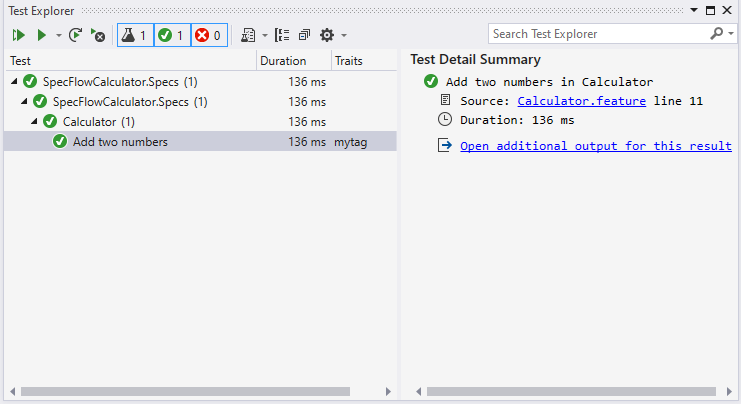 Test Explorer
1 1 0
Search Test Explorer
Test Duration Traits
SpecFlowCalculator.Specs (1) 136 ms
SpecFlowCalculator.Specs (1) 136 ms
Calculator (1) 136 ms
Add two numbers 136 ms mytag
Test Detail Summary
Add two numbers in Calculator
Source: Calculator.feature line 11
Duration: 136 ms
Open additional output for this result